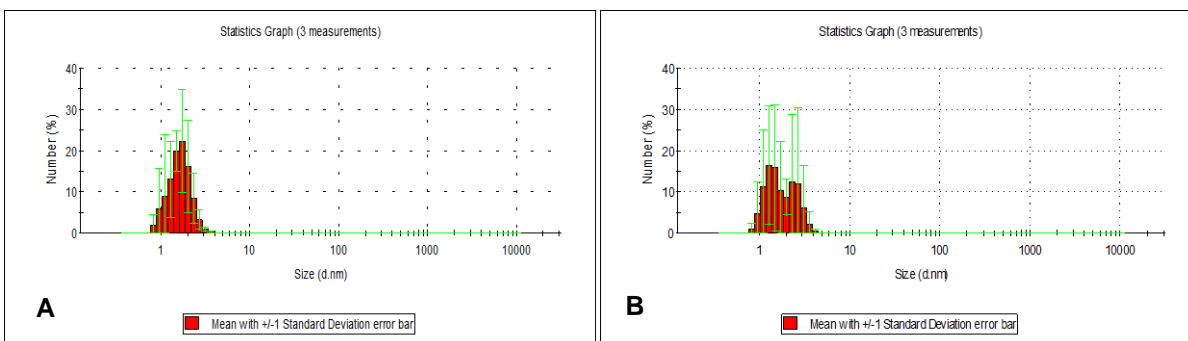 Statistics Graph (3 measurements)
40
30
20
10
0
Number (%)
1 10 100 1000 10000
Size (d.nm)
A
Mean with +/-1 Standard Deviation error bar
Statistics Graph (3 measurements)
40
30
20
10
0
Number (%)
1 10 100 1000 10000
Size (d.nm)
B
Mean with +/-1 Standard Deviation error bar